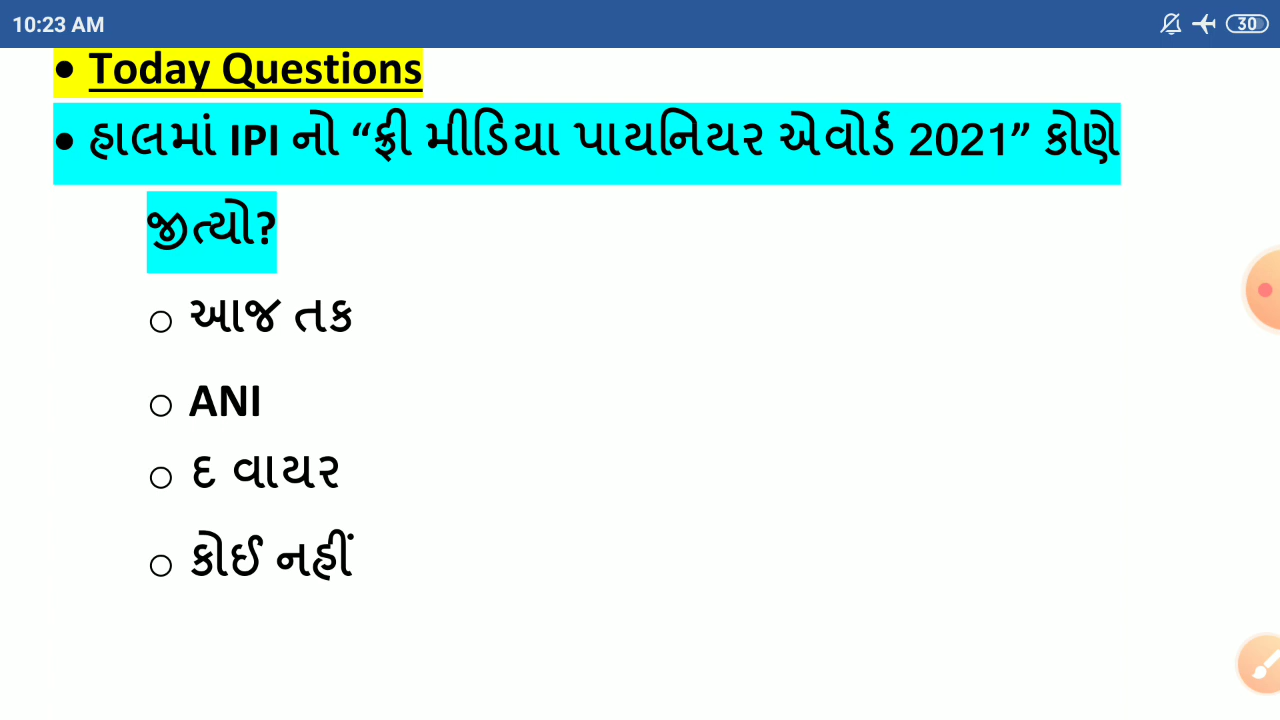 10:23 AM 30
• Today Questions
• હાલમાં IPI નો “ફ્રી મીડિયા પાયનિયર એવોર્ડ 2021” કોણે
જીત્યો?
○ આજ તક
○ ANI
○ દ વાયર
○ કોઈ નહીં